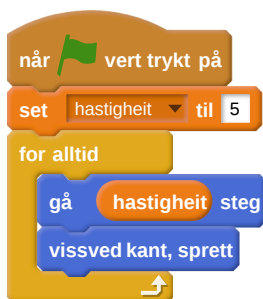 når vert trykt på
set hastigheit til 5
for alltid
gå hastigheit steg
vissved kant, sprett